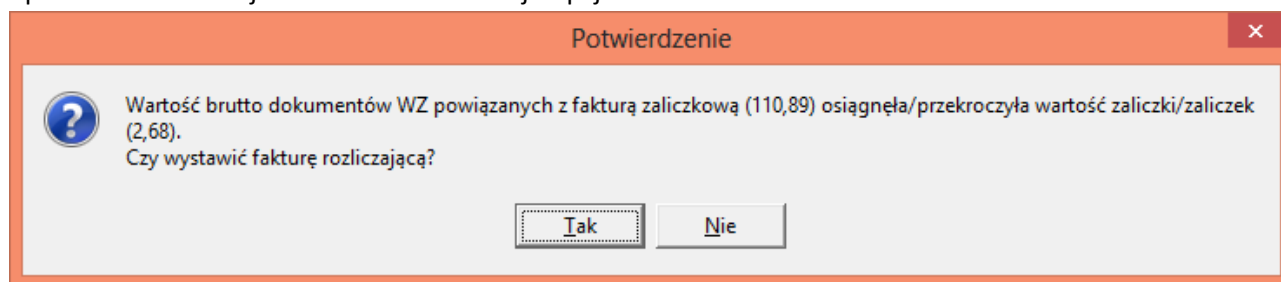 Potwierdzenie
Wartość brutto dokumentów WZ powiązanych z fakturą zaliczkową (110,89) osiągnęła/przekroczyła wartość zaliczki/zaliczek
(2,68).
Czy wystawić fakturę rozliczającą?
Tak Nie